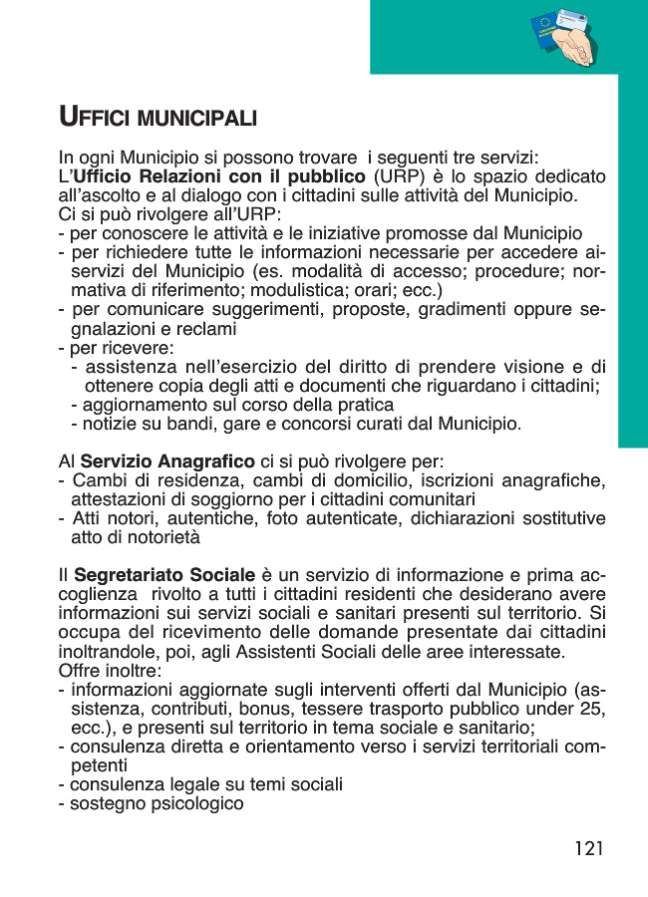 UFFICI MUNICIPALI
In ogni Municipio si possono trovare i seguenti tre servizi:
L'Ufficio Relazioni con il pubblico (URP) è lo spazio dedicato
all'ascolto e al dialogo con i cittadini sulle attività del Municipio.
Ci si può rivolgere all'URP:
- per conoscere le attività e le iniziative promosse dal Municipio
- per richiedere tutte le informazioni necessarie per accedere ai-
servizi del Municipio (es. modalità di accesso; procedure; nor-
mativa di riferimento; modulistica; orari; ecc.)
- per comunicare suggerimenti, proposte, gradimenti oppure se-
gnalazioni e reclami
- per ricevere:
- assistenza nell'esercizio del diritto di prendere visione e di
ottenere copia degli atti e documenti che riguardano i cittadini;
- aggiornamento sul corso della pratica
- notizie su bandi, gare e concorsi curati dal Municipio.
Al Servizio Anagrafico ci si può rivolgere per:
- Cambi di residenza, cambi di domicilio, iscrizioni anagrafiche,
attestazioni di soggiorno per i cittadini comunitari
- Atti notori, autentiche, foto autenticate, dichiarazioni sostitutive
atto di notorietà
Il Segretariato Sociale è un servizio di informazione e prima ac-
coglienza rivolto a tutti i cittadini residenti che desiderano avere
informazioni sui servizi sociali e sanitari presenti sul territorio. Si
occupa del ricevimento delle domande presentate dai cittadini
inoltrandole, poi, agli Assistenti Sociali delle aree interessate.
Offre inoltre:
- informazioni aggiornate sugli interventi offerti dal Municipio (as-
sistenza, contributi, bonus, tessere trasporto pubblico under 25,
ecc.), e presenti sul territorio in tema sociale e sanitario;
- consulenza diretta e orientamento verso i servizi territoriali com-
petenti
- consulenza legale su temi sociali
- sostegno psicologico
121